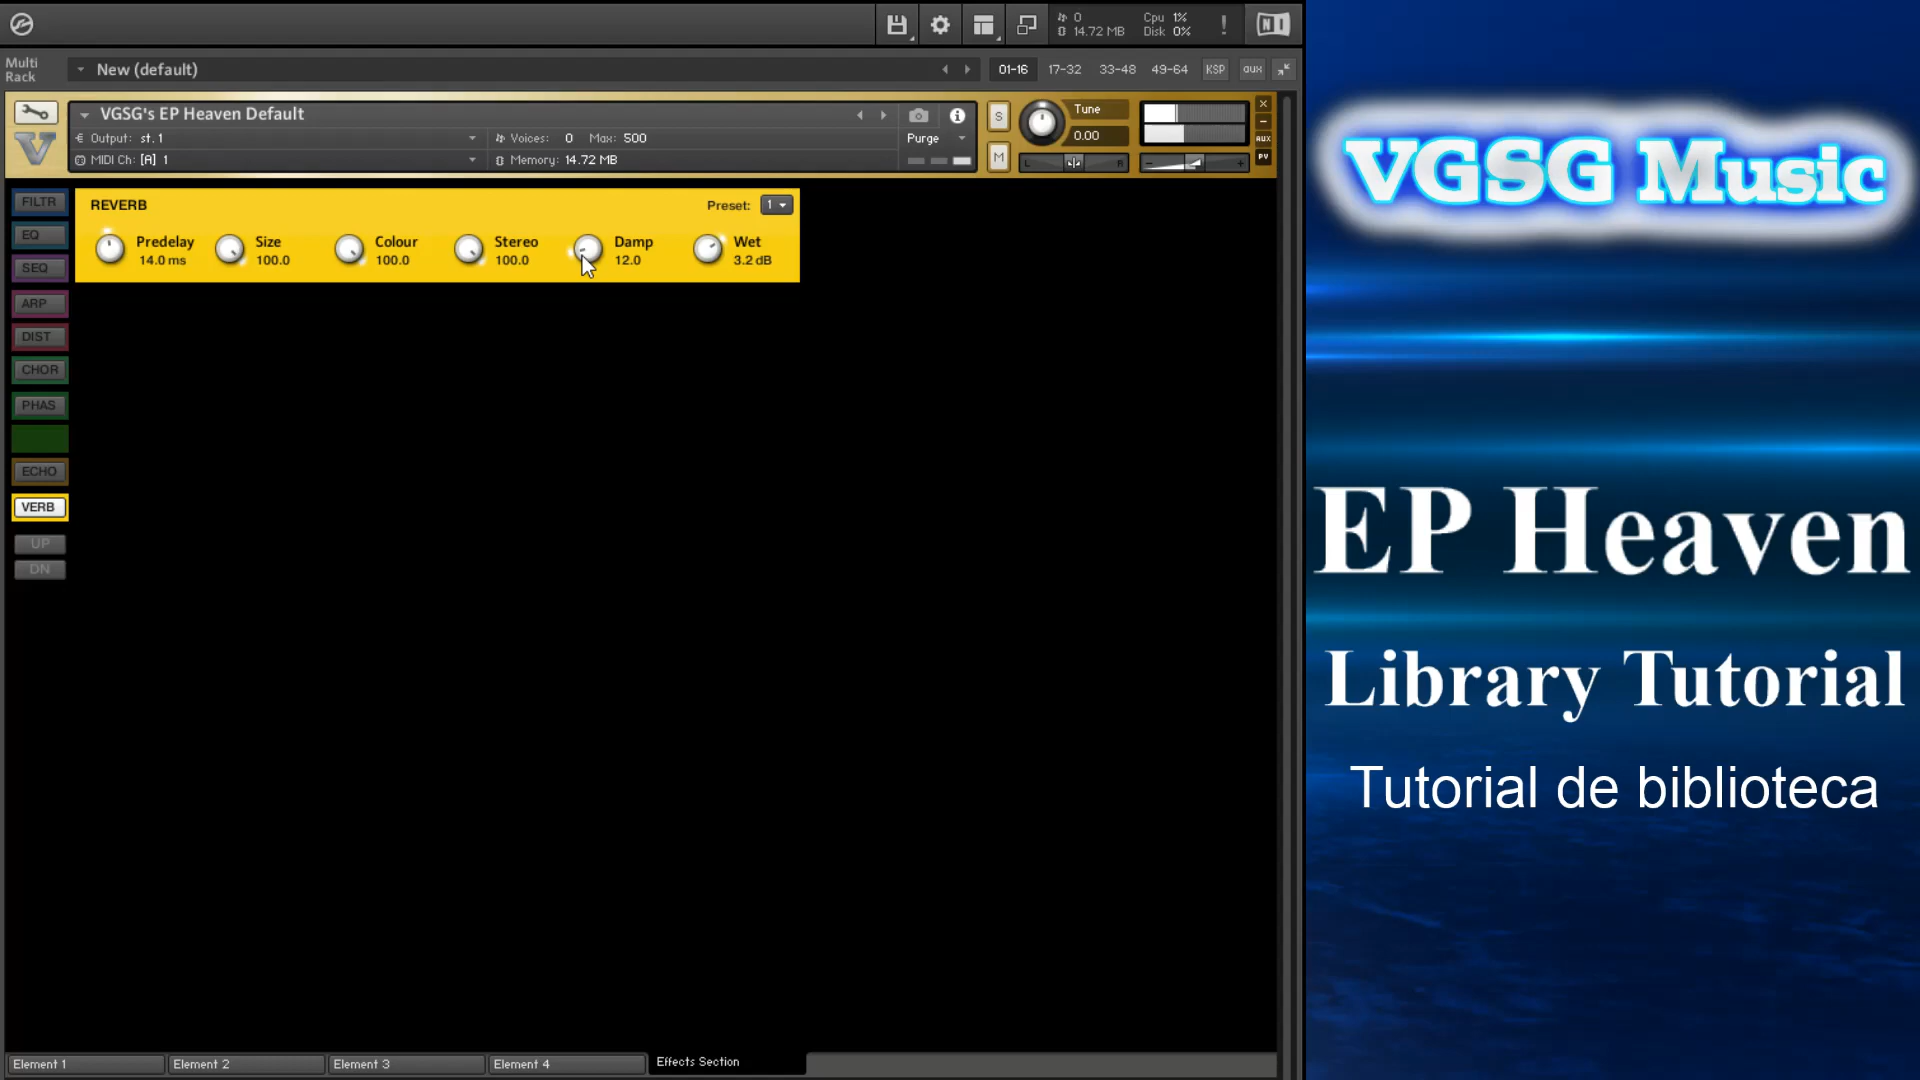 0
14.72 MB
Cpu 1%
Disk 0%
!
NI
Multi
Rack
New (default)
01-16 17-32 33-48 49-64 KSP aux
VGSG's EP Heaven Default
Output: st. 1
Voices: 0 Max: 500
Purge
MIDI Ch: [A] 1
Memory: 14.72 MB
S
M
Tune
0.00
L R
- +
AUX
PV
V
FILTR
EQ
SEQ
ARP
DIST
CHOR
PHAS
ECHO
VERB
UP
DN
REVERB
Preset: 1
Predelay
14.0 ms
Size
100.0
Colour
100.0
Stereo
100.0
Damp
12.0
Wet
3.2 dB
Element 1 Element 2 Element 3 Element 4 Effects Section
VGSG Music
EP Heaven
Library Tutorial
Tutorial de biblioteca